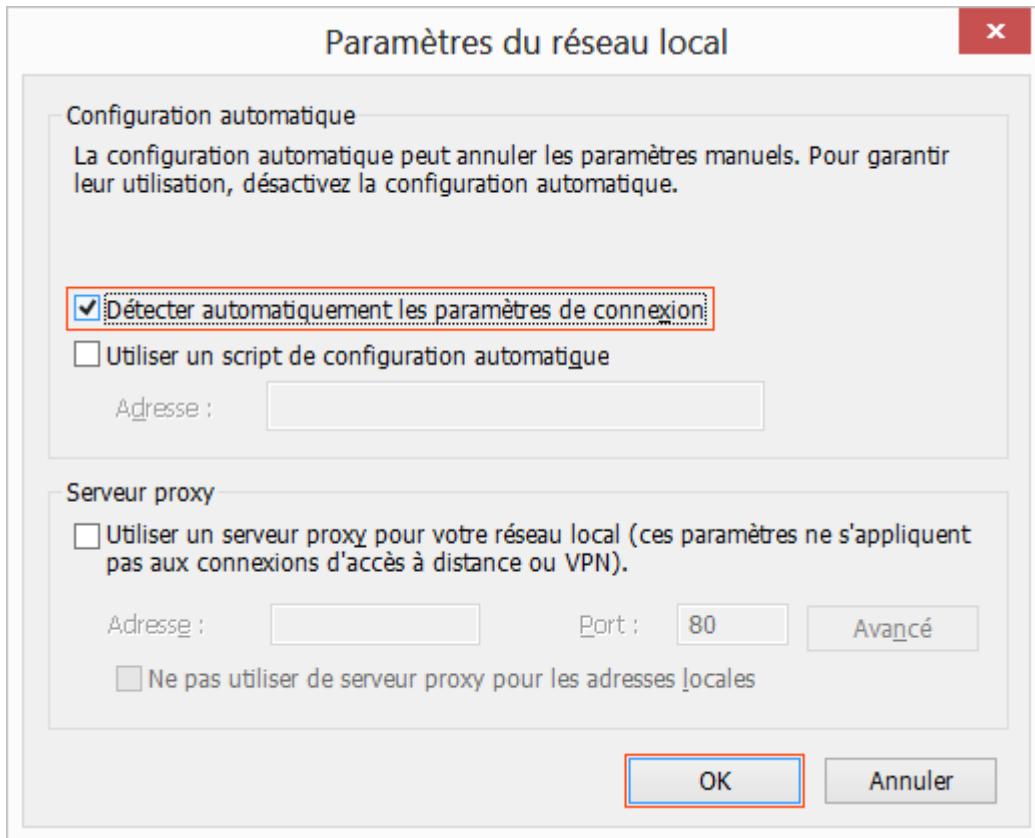 Paramètres du réseau local
Configuration automatique
La configuration automatique peut annuler les paramètres manuels. Pour garantir
leur utilisation, désactivez la configuration automatique.
Détecter automatiquement les paramètres de connexion
Utiliser un script de configuration automatique
Adresse :
Serveur proxy
Utiliser un serveur proxy pour votre réseau local (ces paramètres ne s'appliquent
pas aux connexions d'accès à distance ou VPN).
Adresse : Port : 80 Avancé
Ne pas utiliser de serveur proxy pour les adresses locales
OK Annuler